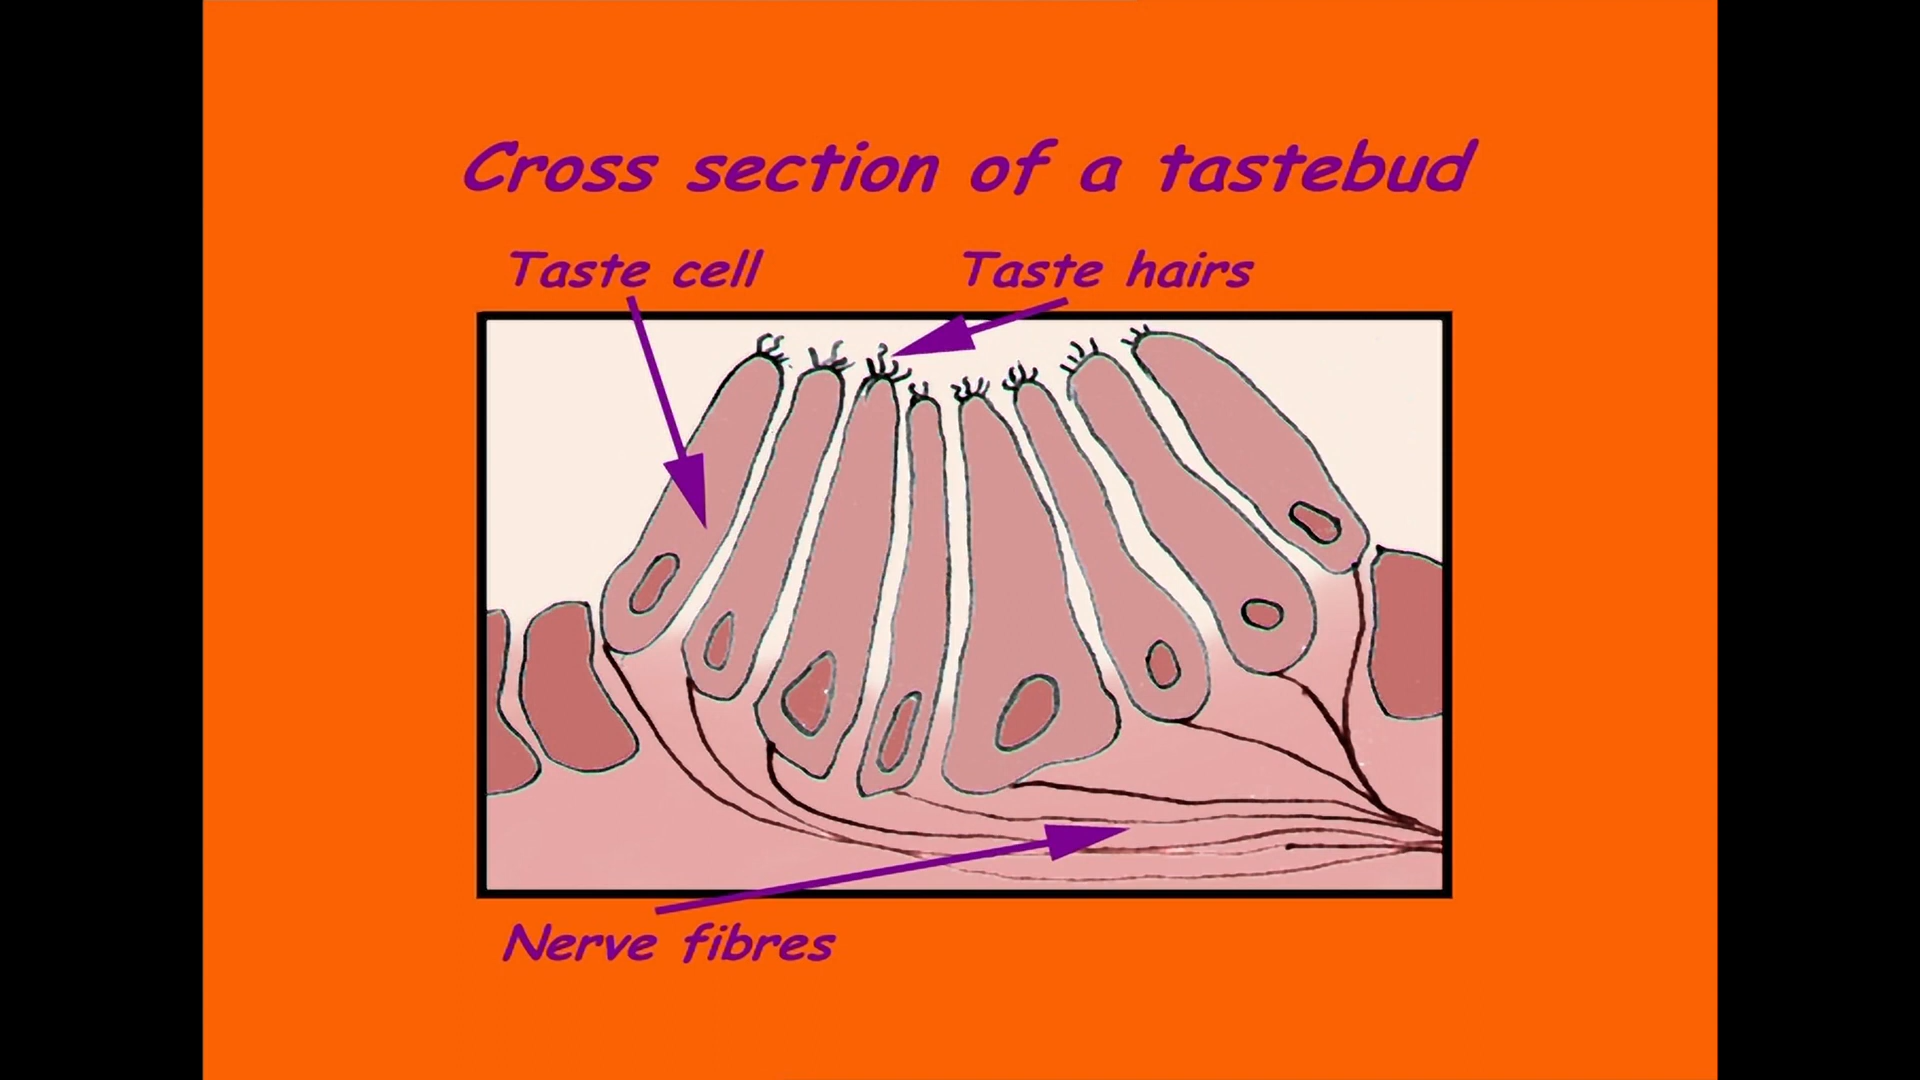 Cross section of a tastebud
Taste cell
Taste hairs
Nerve fibres